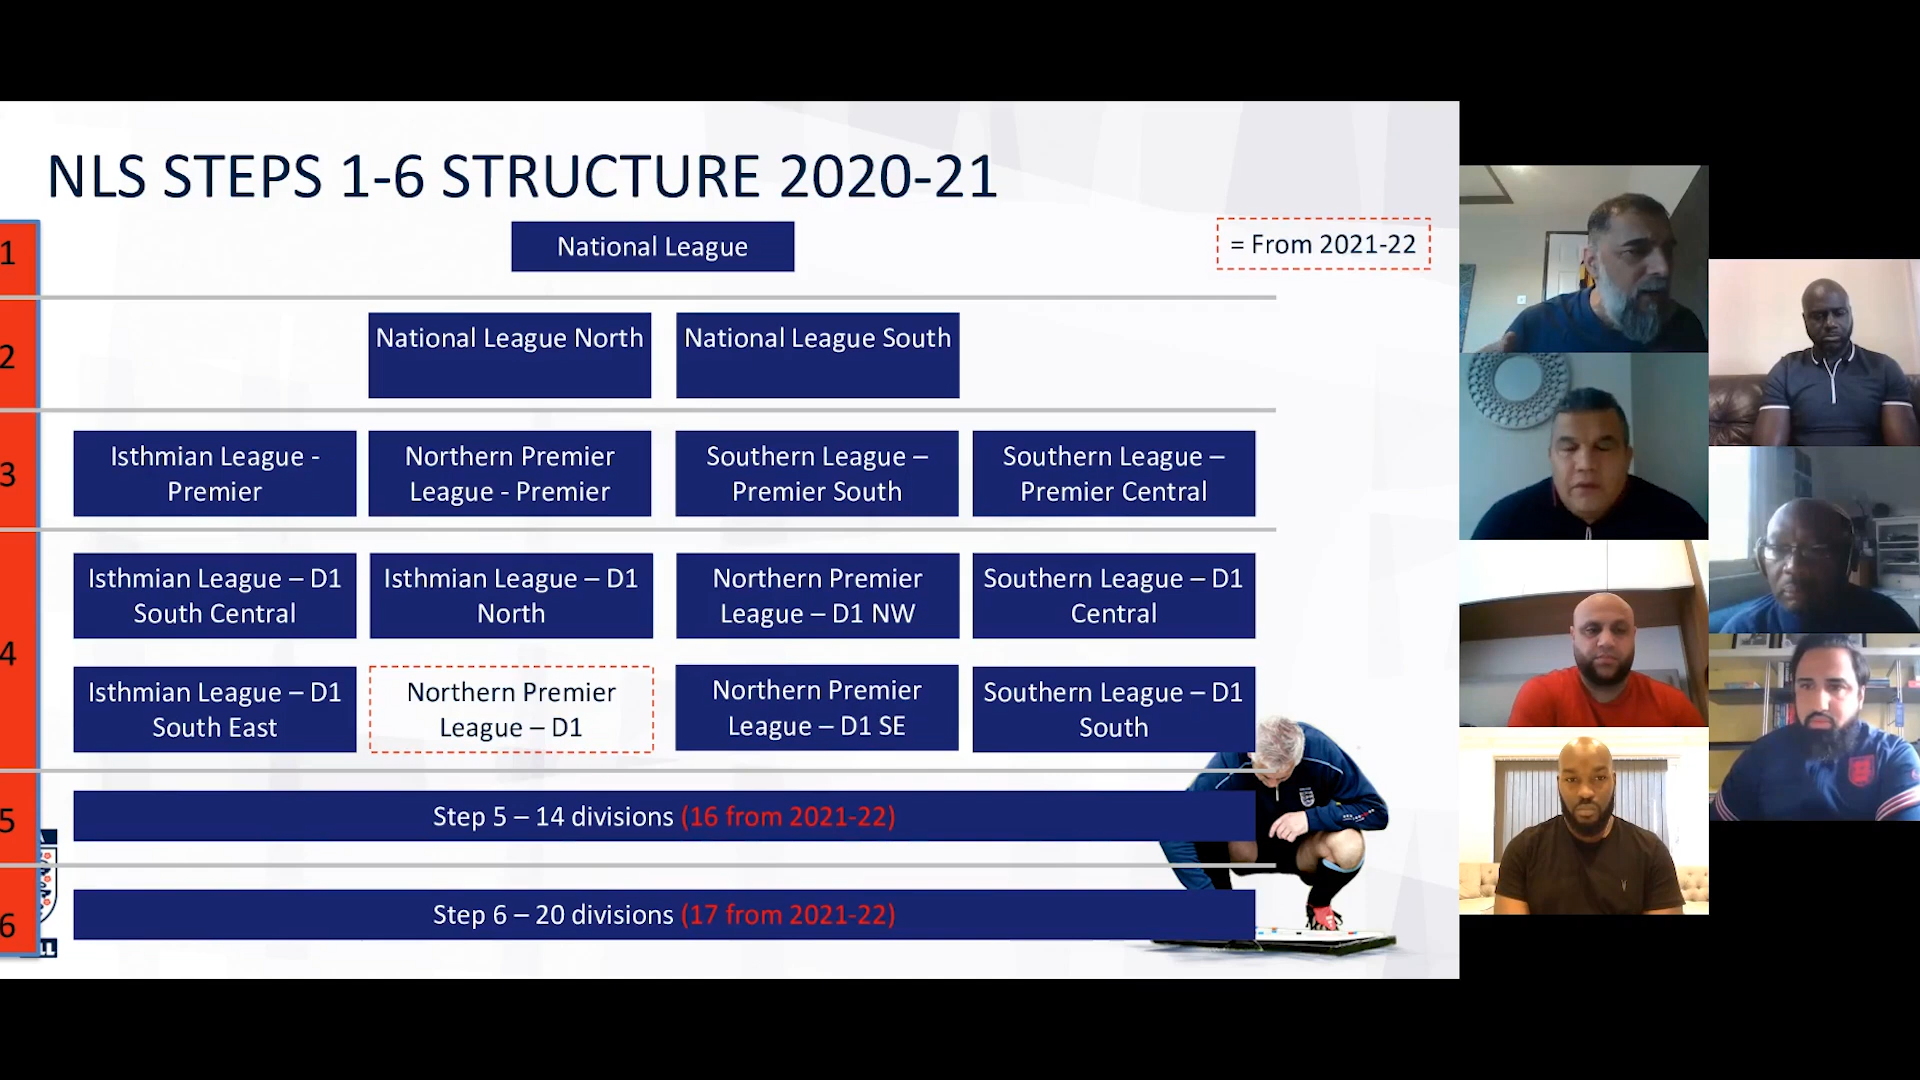 NLS STEPS 1-6 STRUCTURE 2020-21
1
National League
= From 2021-22
2
National League North
National League South
3
Isthmian League -
Premier
Northern Premier
League - Premier
Southern League –
Premier South
Southern League –
Premier Central
4
Isthmian League – D1
South Central
Isthmian League – D1
North
Northern Premier
League – D1 NW
Southern League – D1
Central
Isthmian League – D1
South East
Northern Premier
League – D1
Northern Premier
League – D1 SE
Southern League – D1
South
5
Step 5 – 14 divisions (16 from 2021-22)
6
Step 6 – 20 divisions (17 from 2021-22)